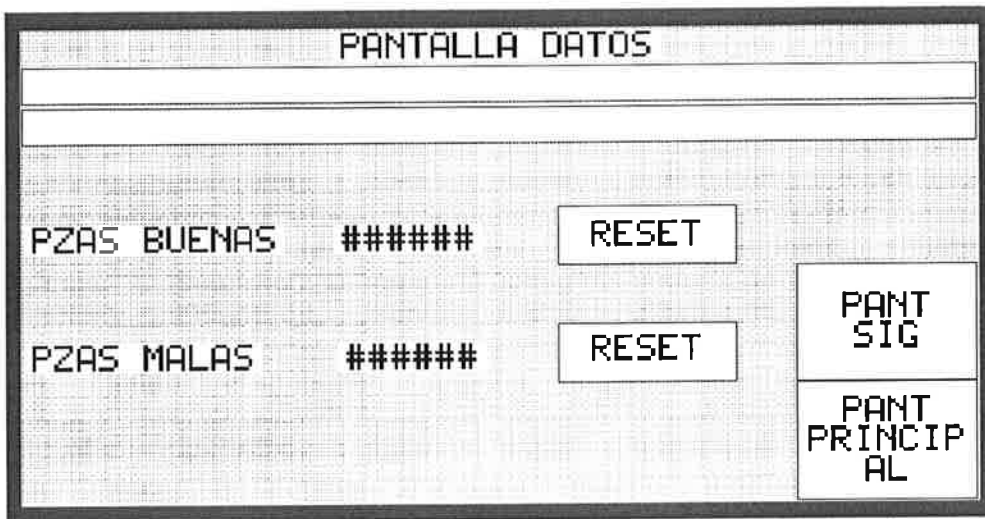 PANTALLA DATOS
PZAS BUENAS ###### RESET
PZAS MALAS ###### RESET
PANT
SIG
PANT
PRINCIP
AL